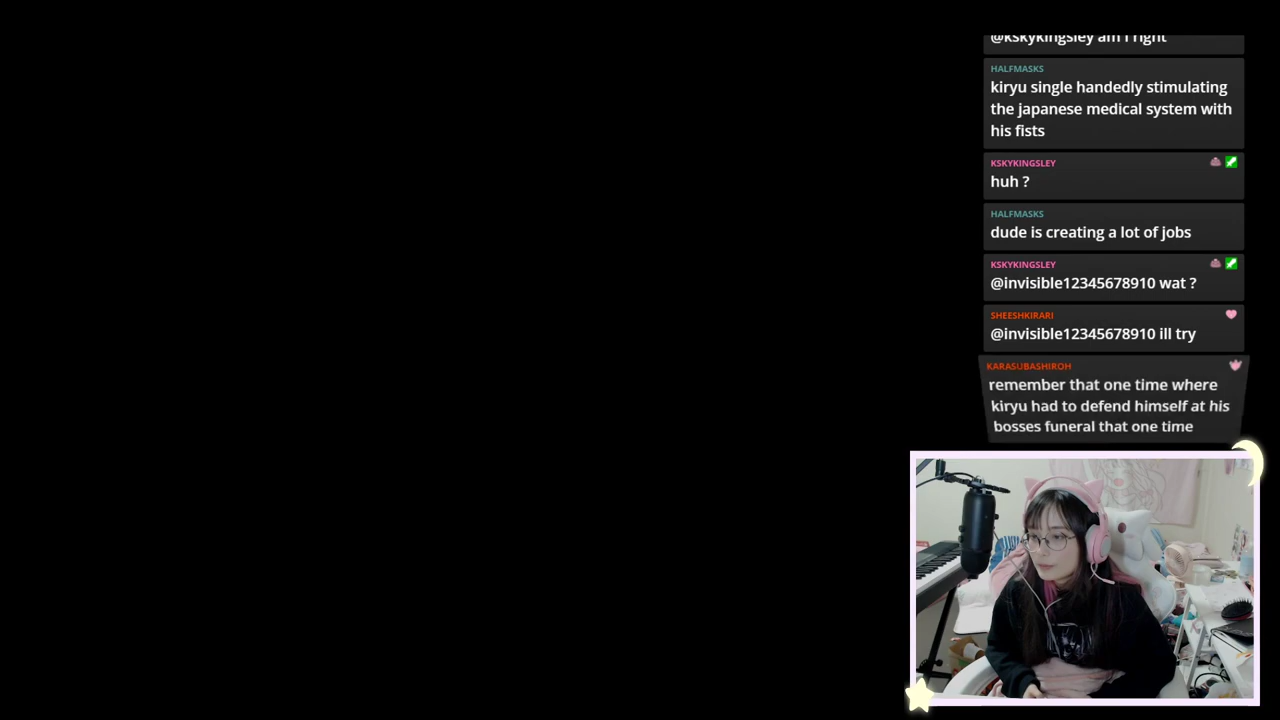 @kskykingsley am i right
HALFMASKS
kiryu single handedly stimulating
the japanese medical system with
his fists
KSKYKINGSLEY
huh ?
HALFMASKS
dude is creating a lot of jobs
KSKYKINGSLEY
@invisible12345678910 wat ?
SHEESHKIRARI
@invisible12345678910 ill try
KARASUBASHIROH
remember that one time where
kiryu had to defend himself at his
bosses funeral that one time